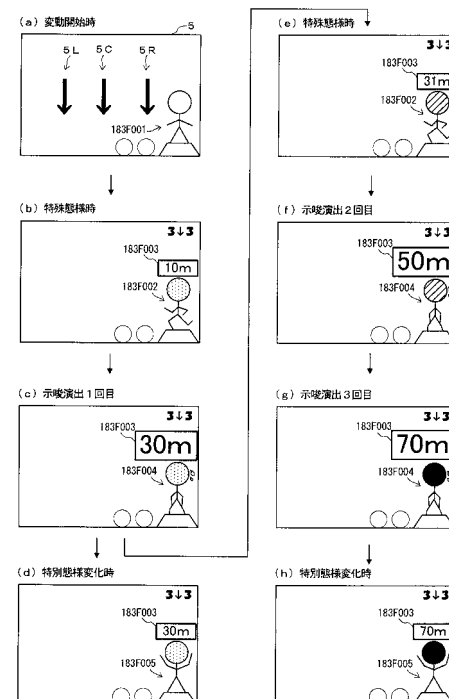 (a) 変動開始時
5
5L 5C 5R
183F001
(b) 特殊態様時
3↓3
183F003
10m
183F002
(c) 示唆演出1回目
3↓3
183F003
30m
183F004
(d) 特別態様変化時
183F003
30m
183F005
(e) 特殊態様時
3↓3
183F003
31m
183F002
(f) 示唆演出2回目
3↓3
183F003
50m
183F004
(g) 示唆演出3回目
3↓3
183F003
70m
183F004
(h) 特別態様変化時
3↓3
183F003
70m
183F005